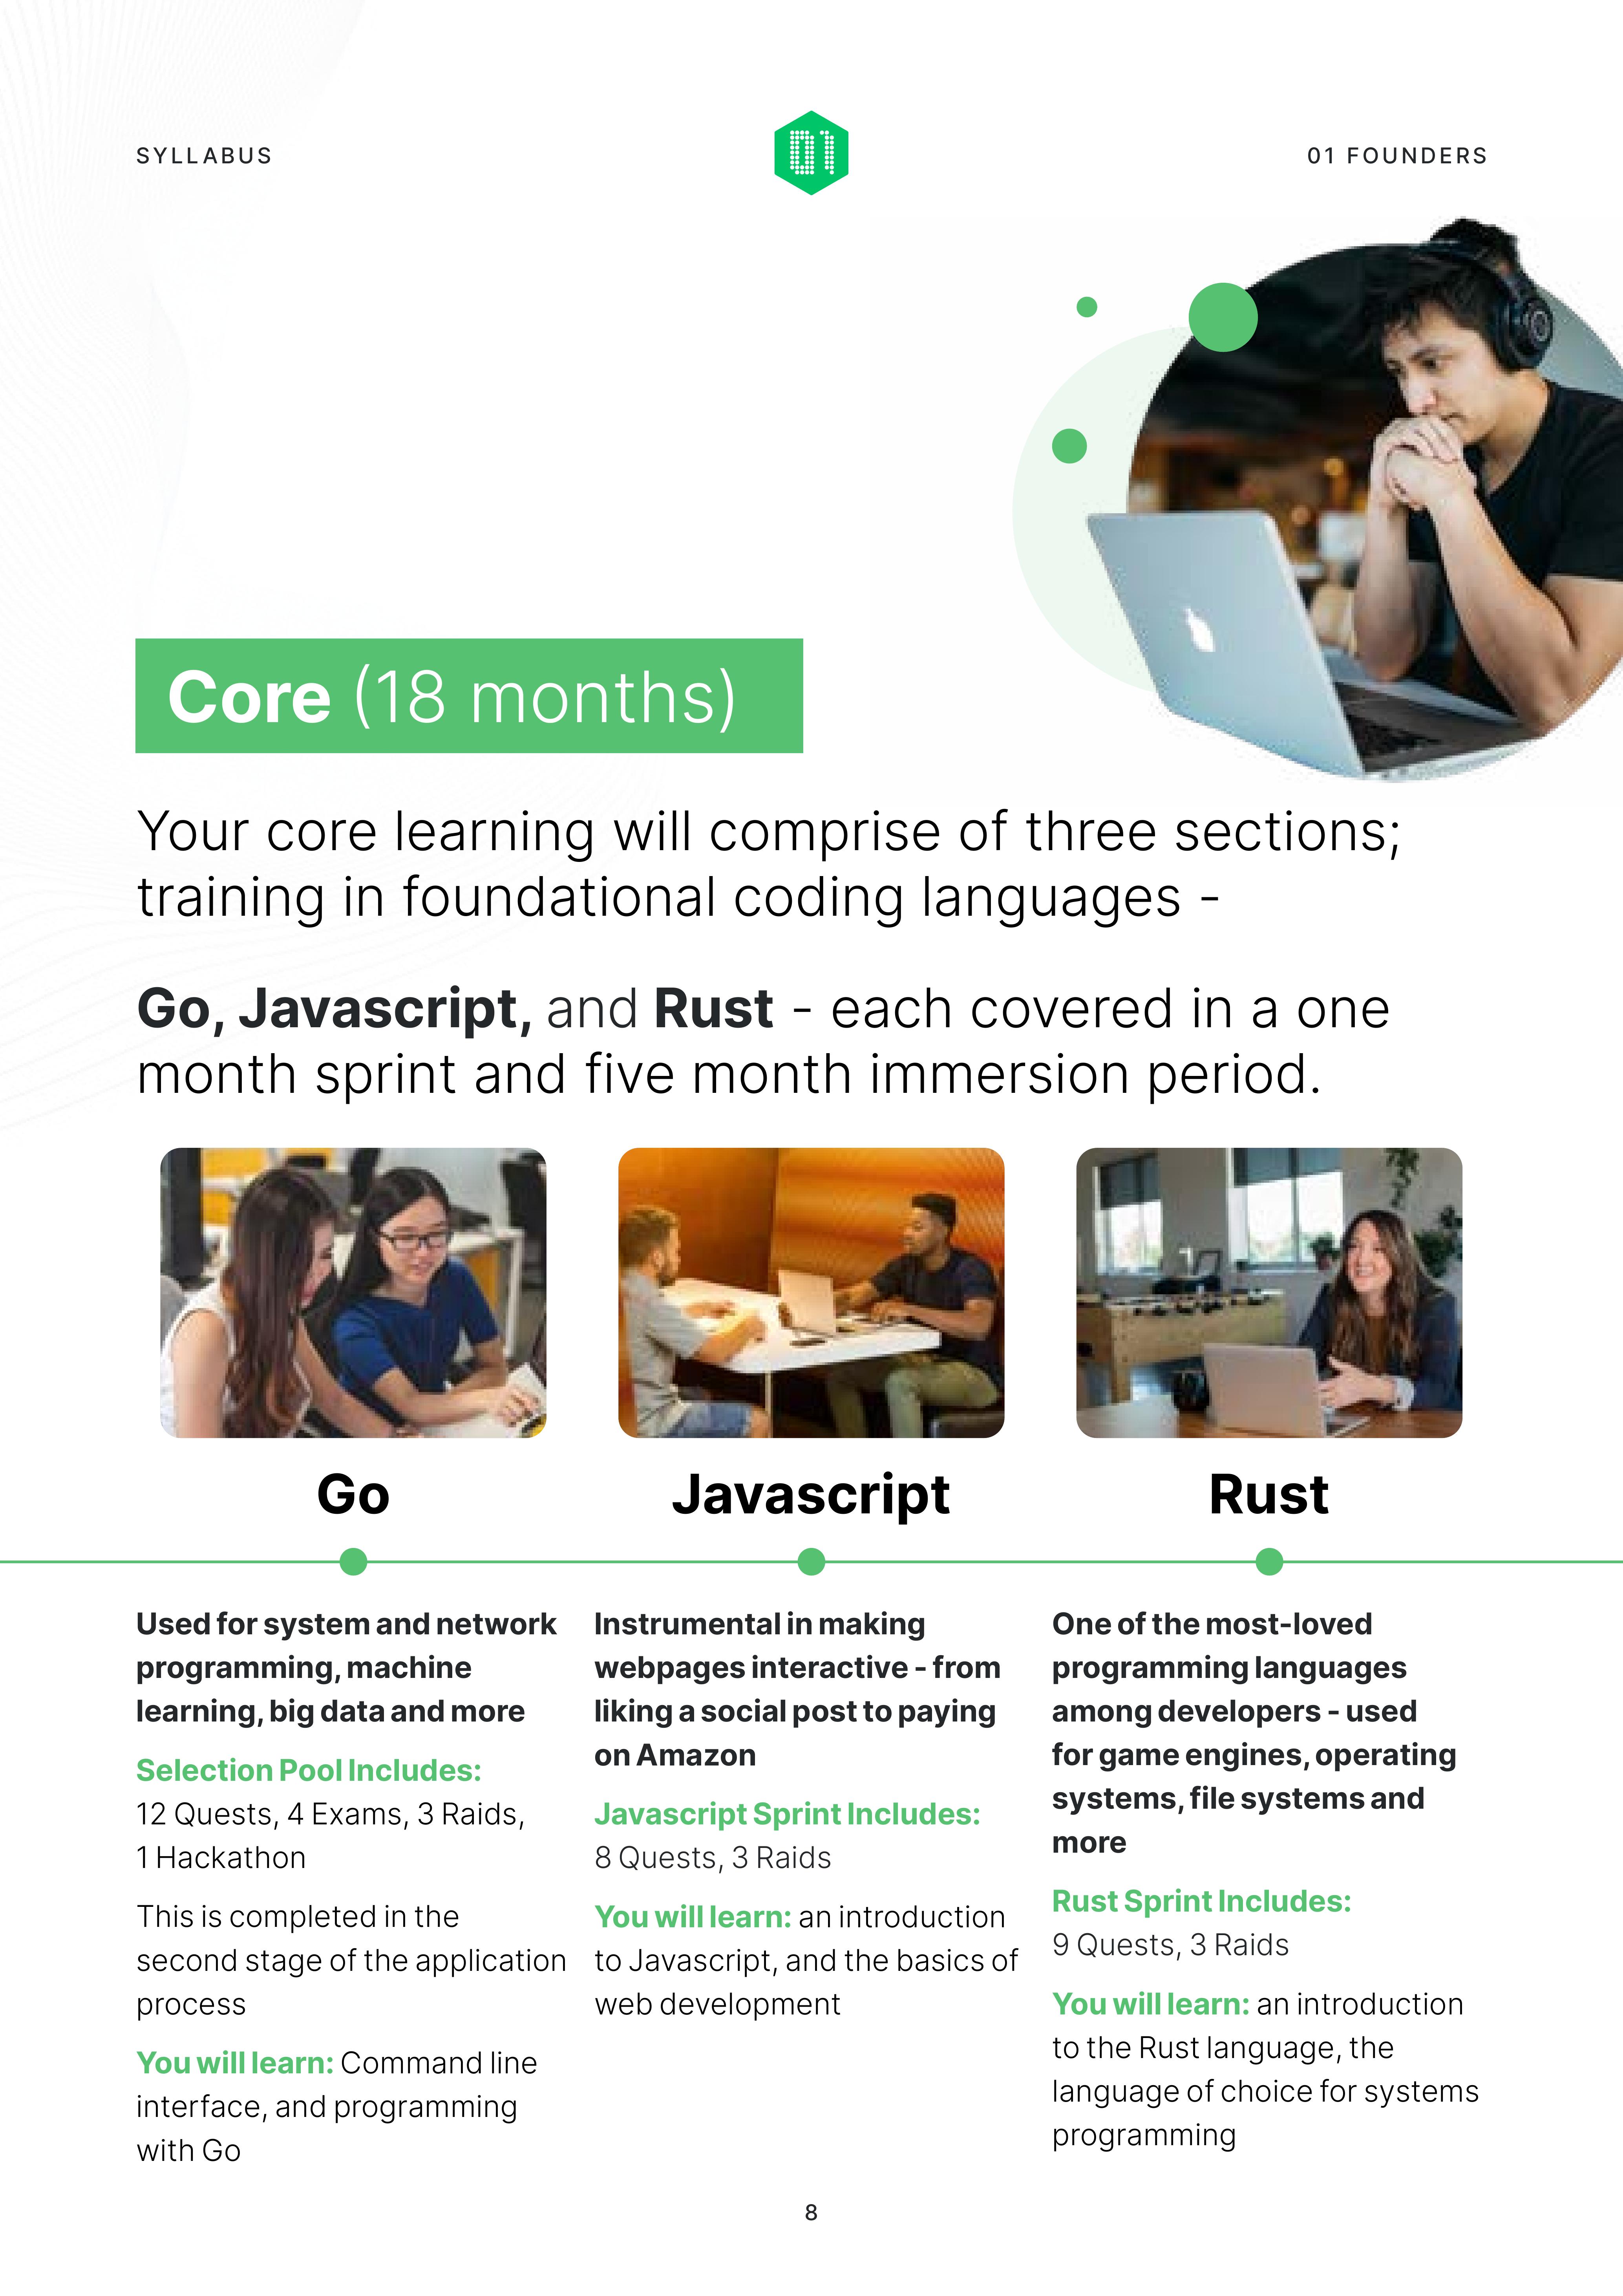 SYLLABUS
01
01 FOUNDERS
Core (18 months)
Your core learning will comprise of three sections;
training in foundational coding languages -
Go, Javascript, and Rust - each covered in a one
month sprint and five month immersion period.
Go
Used for system and network
programming, machine
learning, big data and more
Selection Pool Includes:
12 Quests, 4 Exams, 3 Raids,
1 Hackathon
This is completed in the
second stage of the application
process
You will learn: Command line
interface, and programming
with Go
Javascript
Instrumental in making
webpages interactive - from
liking a social post to paying
on Amazon
Javascript Sprint Includes:
8 Quests, 3 Raids
You will learn: an introduction
to Javascript, and the basics of
web development
Rust
One of the most-loved
programming languages
among developers - used
for game engines, operating
systems, file systems and
more
Rust Sprint Includes:
9 Quests, 3 Raids
You will learn: an introduction
to the Rust language, the
language of choice for systems
programming
8